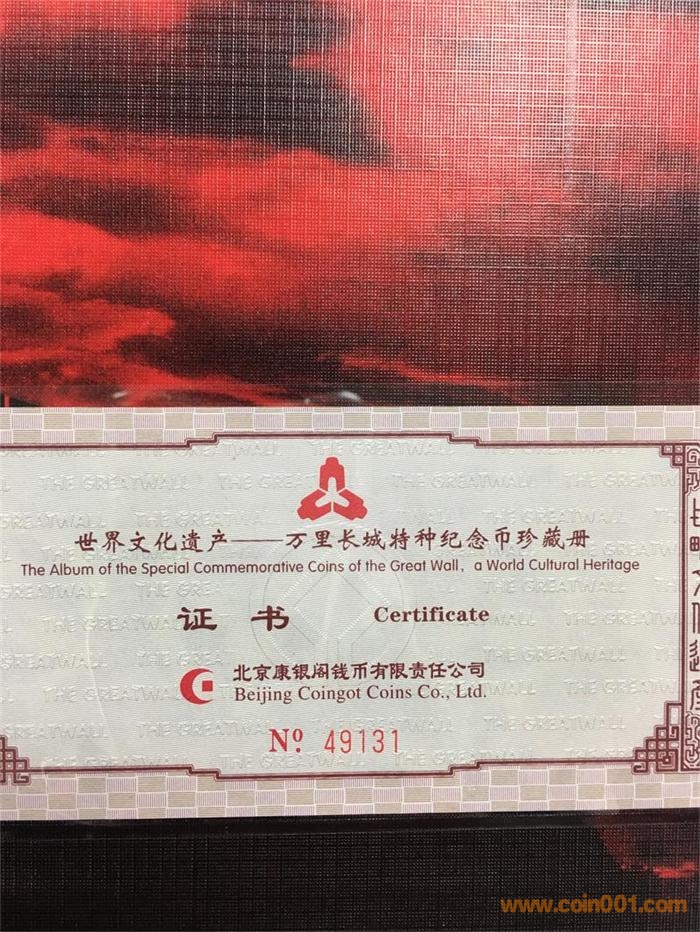 世界文化遗产——万里长城特种纪念币珍藏册
The Album of the Special Commemorative Coins of the Great Wall, a World Cultural Heritage
证 书 Certificate
北京康银阁钱币有限责任公司
Beijing Coingot Coins Co., Ltd.
Nº 49131
THE GREATWALL
www.coin001.com